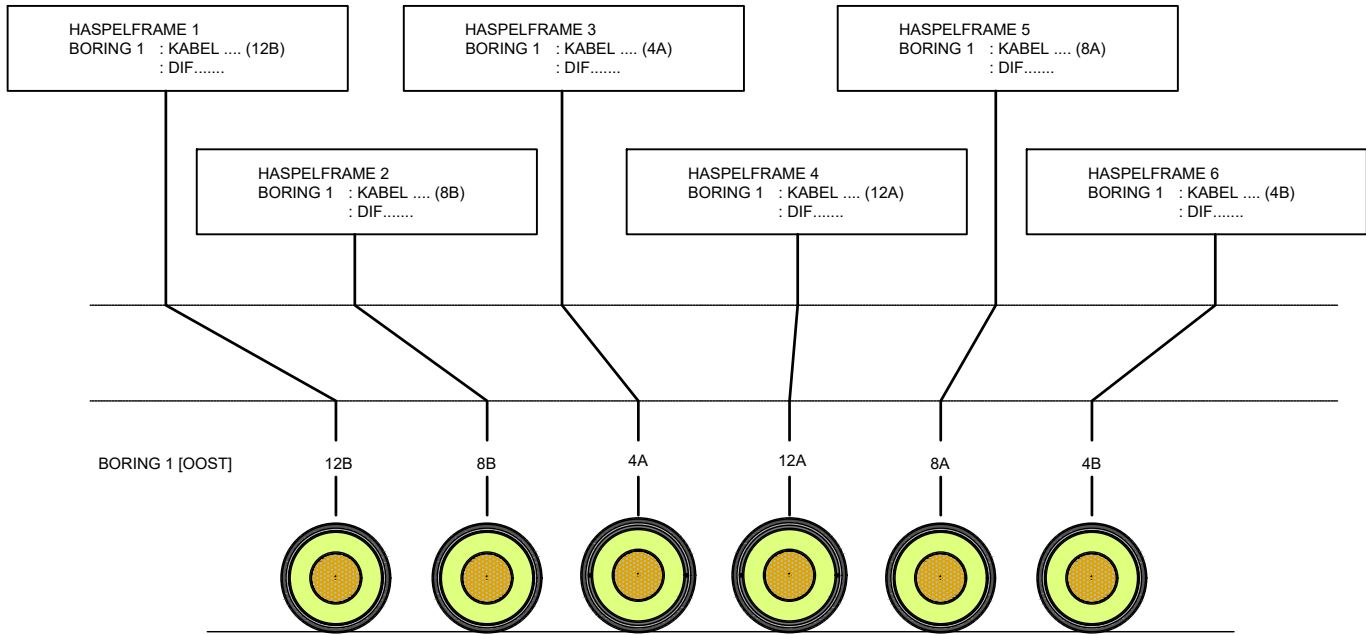 HASPELFRAME 1
BORING 1 : KABEL .... (12B)
: DIF.......
HASPELFRAME 3
BORING 1 : KABEL .... (4A)
: DIF.......
HASPELFRAME 5
BORING 1 : KABEL .... (8A)
: DIF.......
HASPELFRAME 2
BORING 1 : KABEL .... (8B)
: DIF.......
HASPELFRAME 4
BORING 1 : KABEL .... (12A)
: DIF.......
HASPELFRAME 6
BORING 1 : KABEL .... (4B)
: DIF.......
BORING 1 [OOST] 12B 8B 4A 12A 8A 4B